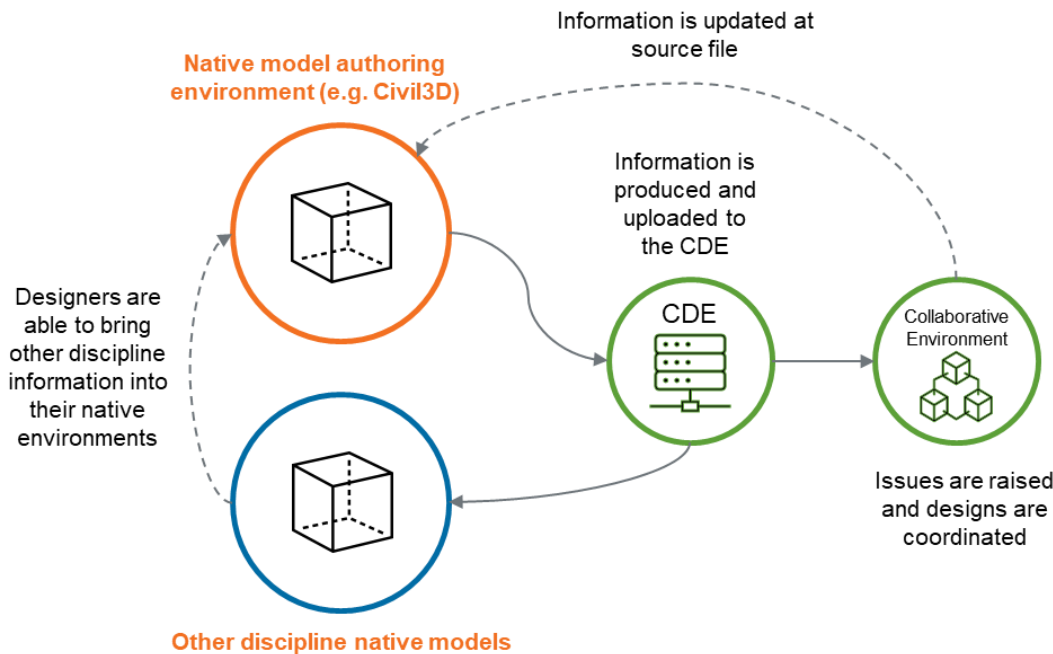 Information is updated at
source file
Native model authoring
environment (e.g. Civil3D)
Information is
produced and
uploaded to
the CDE
Designers are
able to bring
other discipline
information into
their native
environments
CDE
Collaborative
Environment
Issues are raised
and designs are
coordinated
Other discipline native models